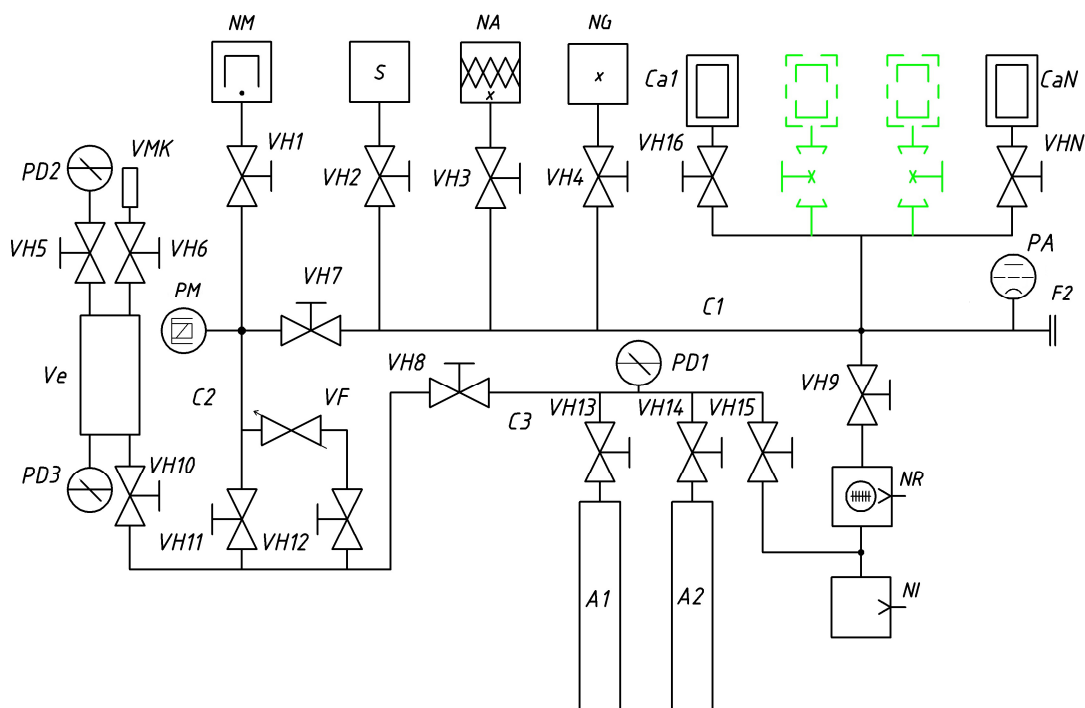 NM
NA
NG
S
x
Ca1
CaN
VH1
VH2
VH3
VH4
VH16
VHN
PD2
VMK
VH5
VH6
VH7
PM
PA
F2
C1
Ve
C2
VF
VH8
PD1
VH9
C3
VH13
VH14
VH15
PD3
VH10
VH11
VH12
NR
A1
A2
NI